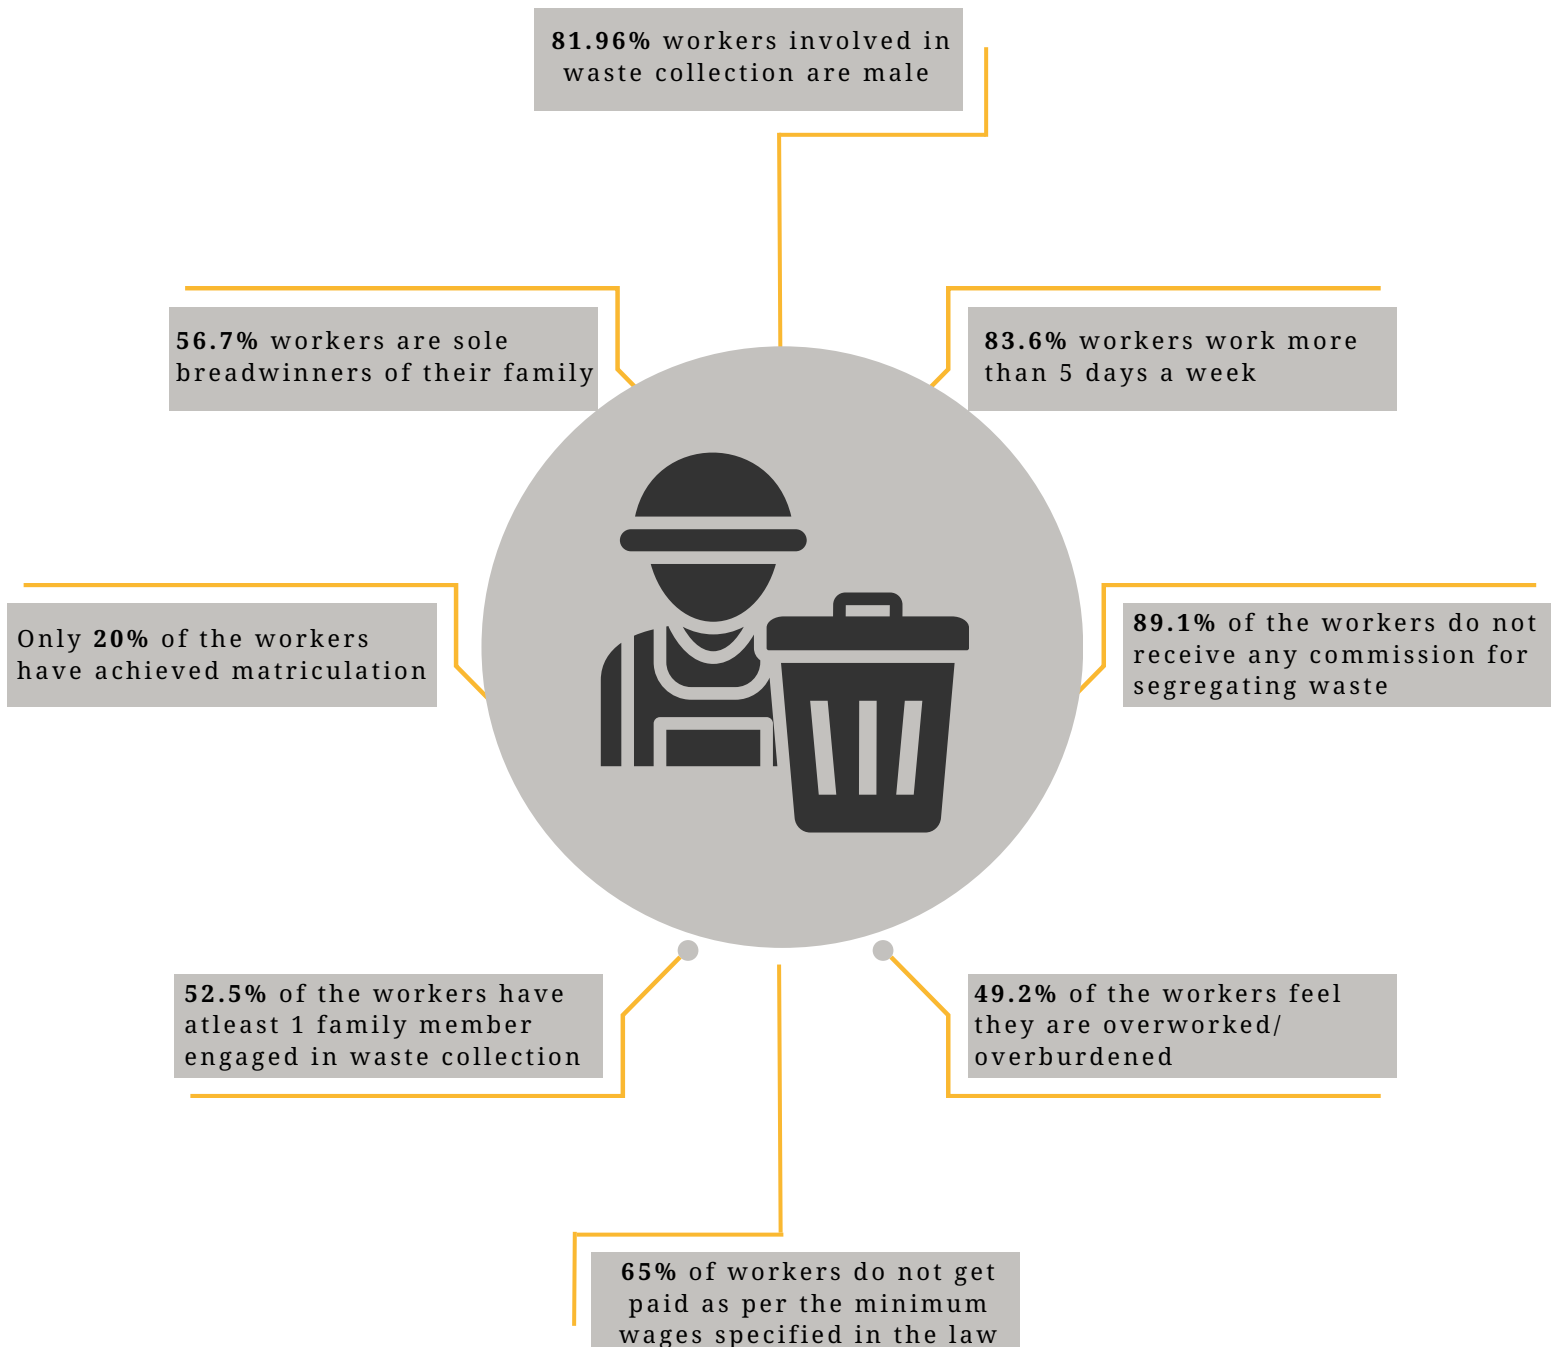 81.96% workers involved in
waste collection are male
56.7% workers are sole
breadwinners of their family
83.6% workers work more
than 5 days a week
Only 20% of the workers
have achieved matriculation
89.1% of the workers do not
receive any commission for
segregating waste
52.5% of the workers have
atleast 1 family member
engaged in waste collection
49.2% of the workers feel
they are overworked/
overburdened
65% of workers do not get
paid as per the minimum
wages specified in the law